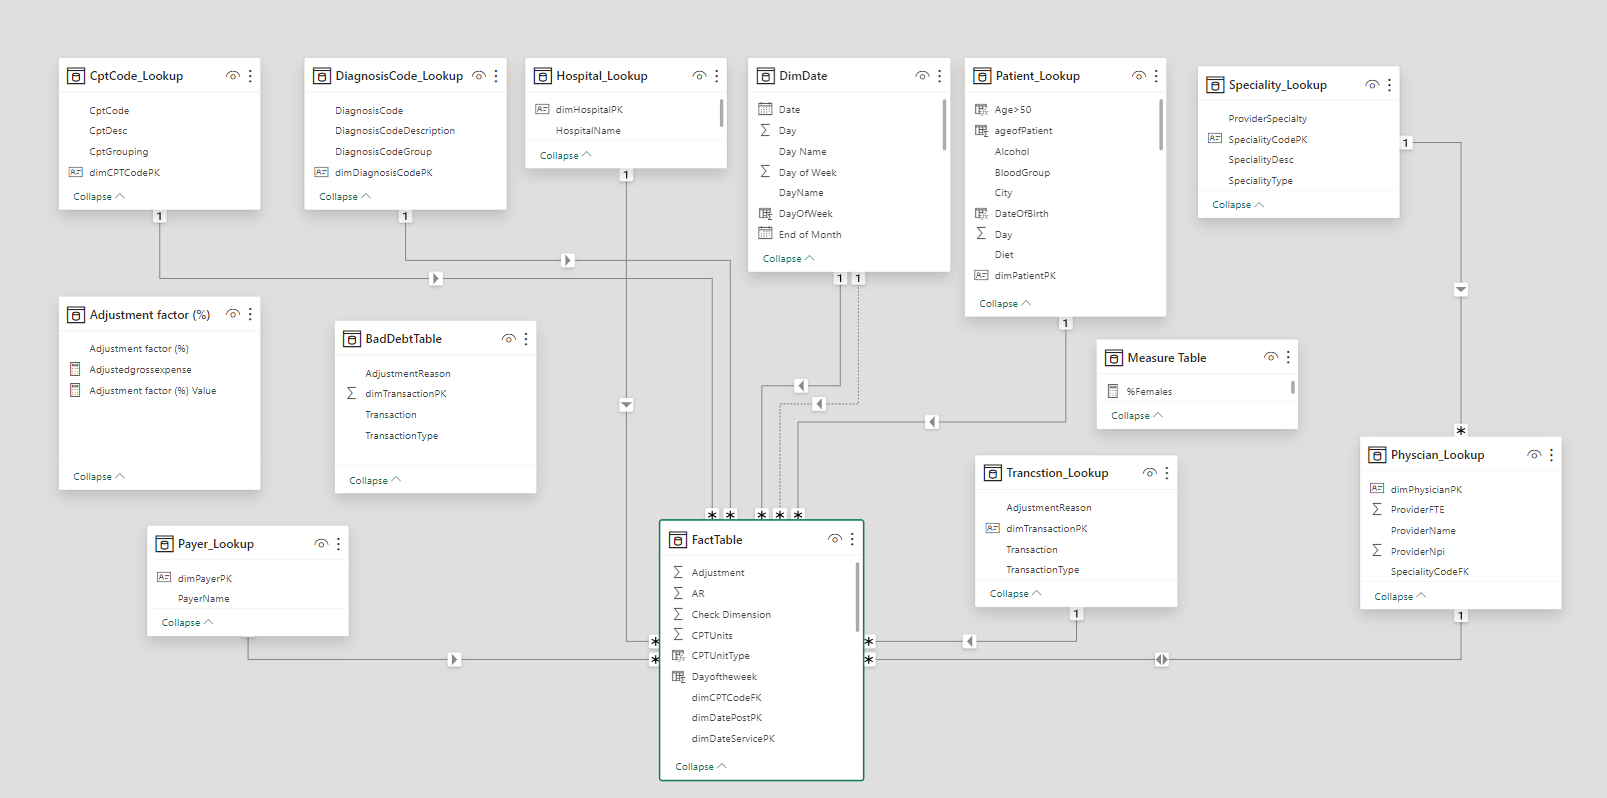 CptCode_Lookup
CptCode
CptDesc
CptGrouping
dimCPTCodePK
Collapse
1
DiagnosisCode_Lookup
DiagnosisCode
DiagnosisCodeDescription
DiagnosisCodeGroup
dimDiagnosisCodePK
Collapse
1
Hospital_Lookup
dimHospitalPK
HospitalName
Collapse
1
DimDate
Date
Day
Day Name
Day of Week
DayName
DayOfWeek
End of Month
Collapse
1 1
Patient_Lookup
Age>50
ageofPatient
Alcohol
BloodGroup
City
DateOfBirth
Day
Diet
dimPatientPK
Collapse
1
Speciality_Lookup
ProviderSpecialty
SpecialityCodePK
SpecialityDesc
SpecialityType
Collapse
1
Adjustment factor (%)
Adjustment factor (%)
Adjustedgrossexpense
Adjustment factor (%) Value
Collapse
BadDebtTable
AdjustmentReason
dimTransactionPK
Transaction
TransactionType
Collapse
Measure Table
%Females
Collapse
Payer_Lookup
dimPayerPK
PayerName
Collapse
* * * * *
FactTable
Adjustment
AR
Check Dimension
CPTUnits
CPTUnitType
Dayoftheweek
dimCPTCodeFK
dimDatePostPK
dimDateServicePK
Collapse
* *
* *
Trancstion_Lookup
AdjustmentReason
dimTransactionPK
Transaction
TransactionType
Collapse
1
*
Physcian_Lookup
dimPhysicianPK
ProviderFTE
ProviderName
ProviderNpi
SpecialityCodeFK
Collapse
1